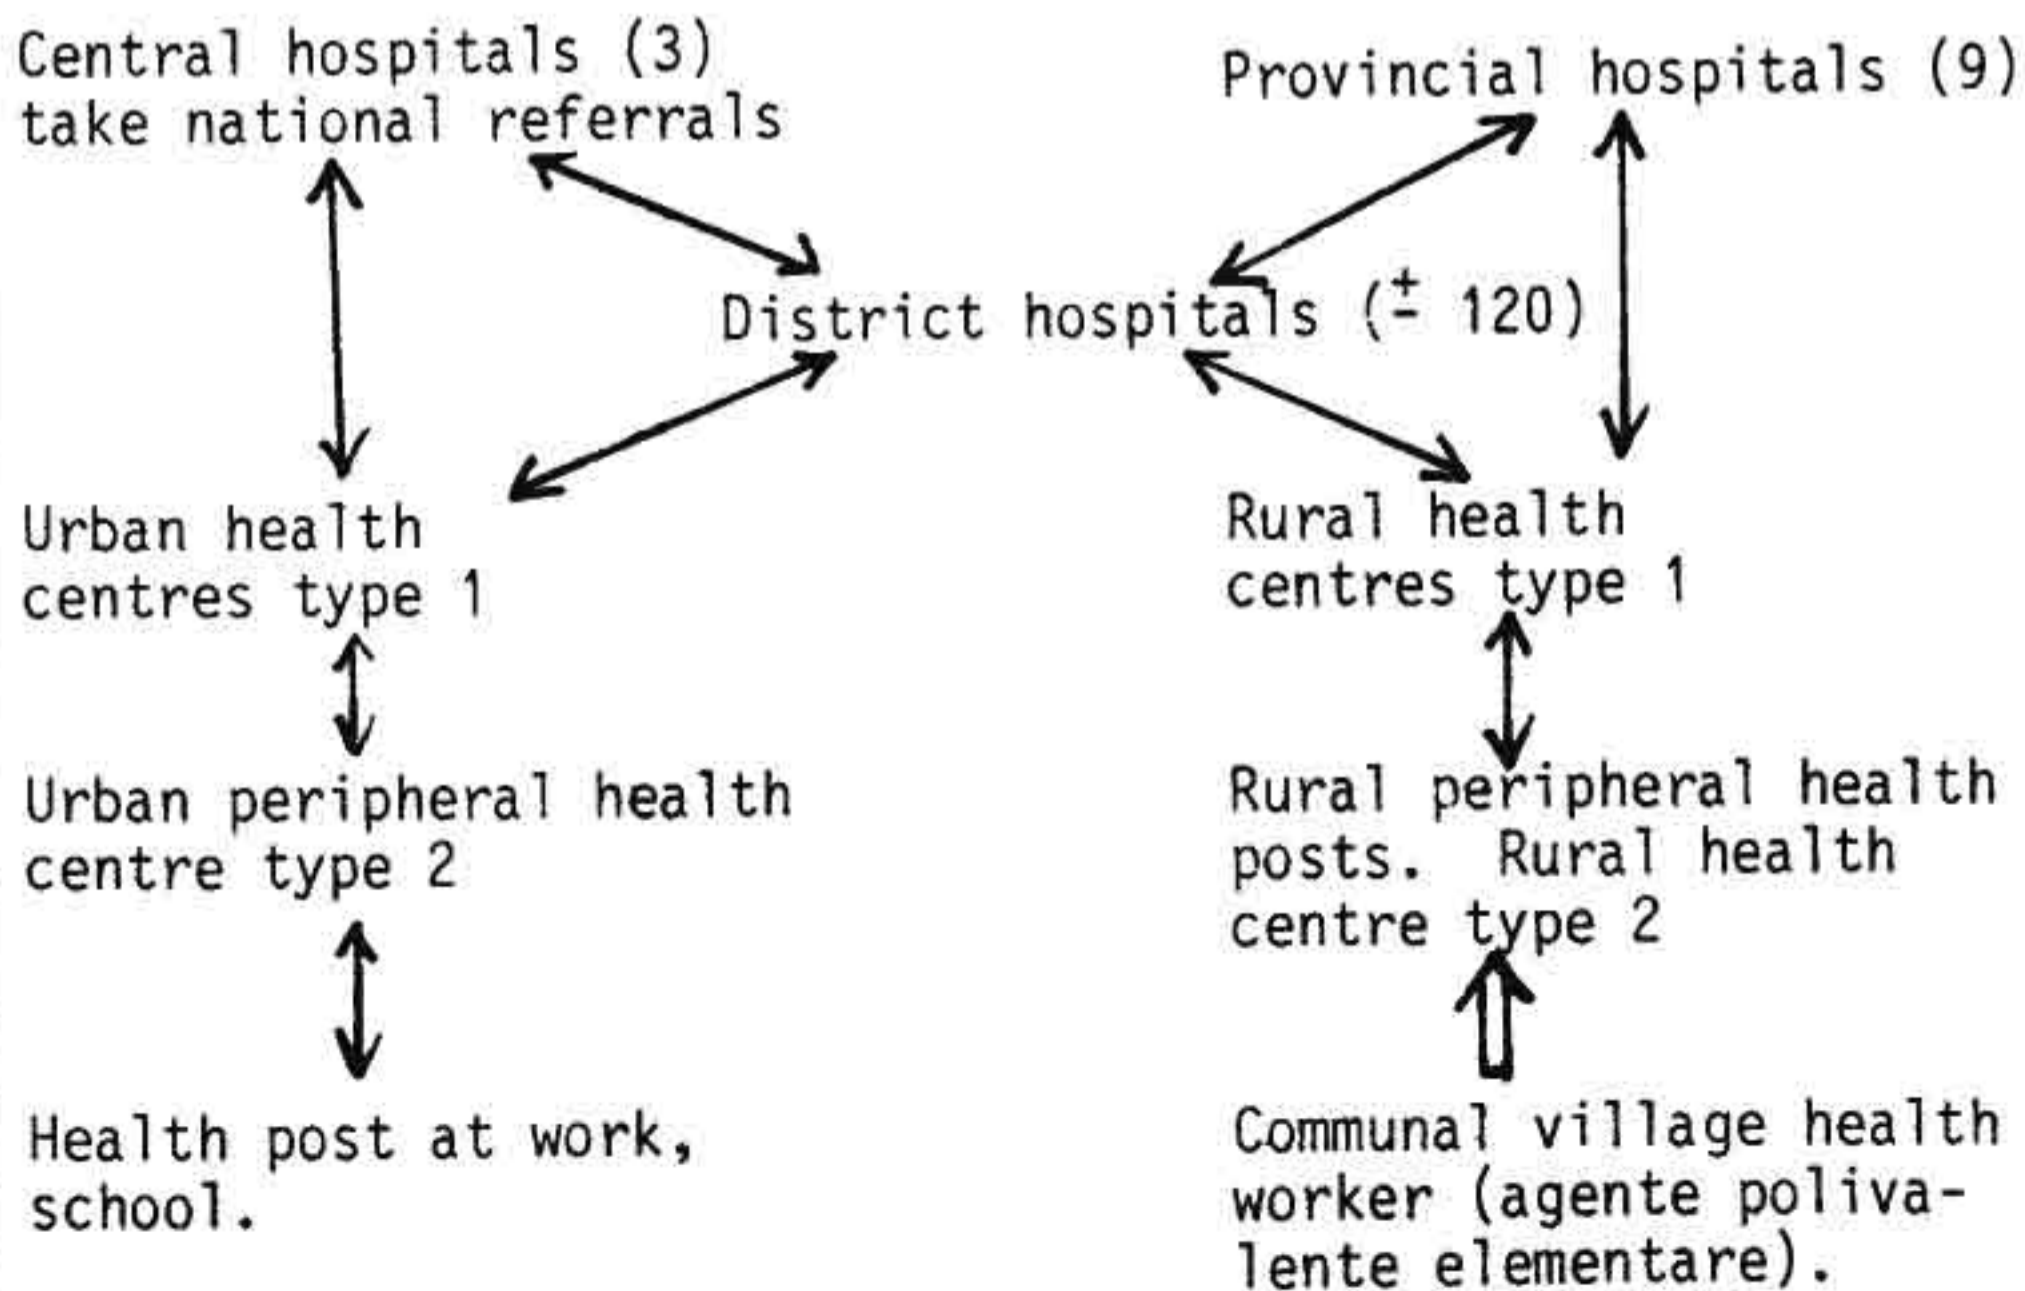 Central hospitals (3)
take national referrals
Provincial hospitals (9)
District hospitals (± 120)
Urban health
centres type 1
Rural health
centres type 1
Urban peripheral health
centre type 2
Rural peripheral health
posts. Rural health
centre type 2
Health post at work,
school.
Communal village health
worker (agente poliva-
lente elementare).